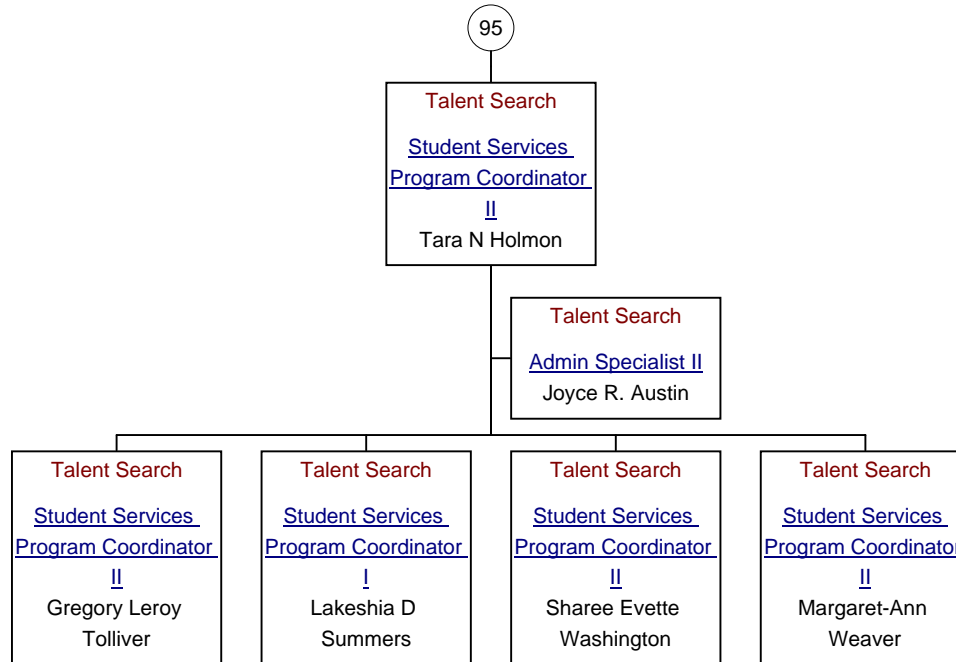 95
Talent Search
Student Services
Program Coordinator
II
Tara N Holmon
Talent Search
Admin Specialist II
Joyce R. Austin
Talent Search
Student Services
Program Coordinator
II
Gregory Leroy
Tolliver
Talent Search
Student Services
Program Coordinator
I
Lakeshia D
Summers
Talent Search
Student Services
Program Coordinator
II
Sharee Evette
Washington
Talent Search
Student Services
Program Coordinator
II
Margaret-Ann
Weaver